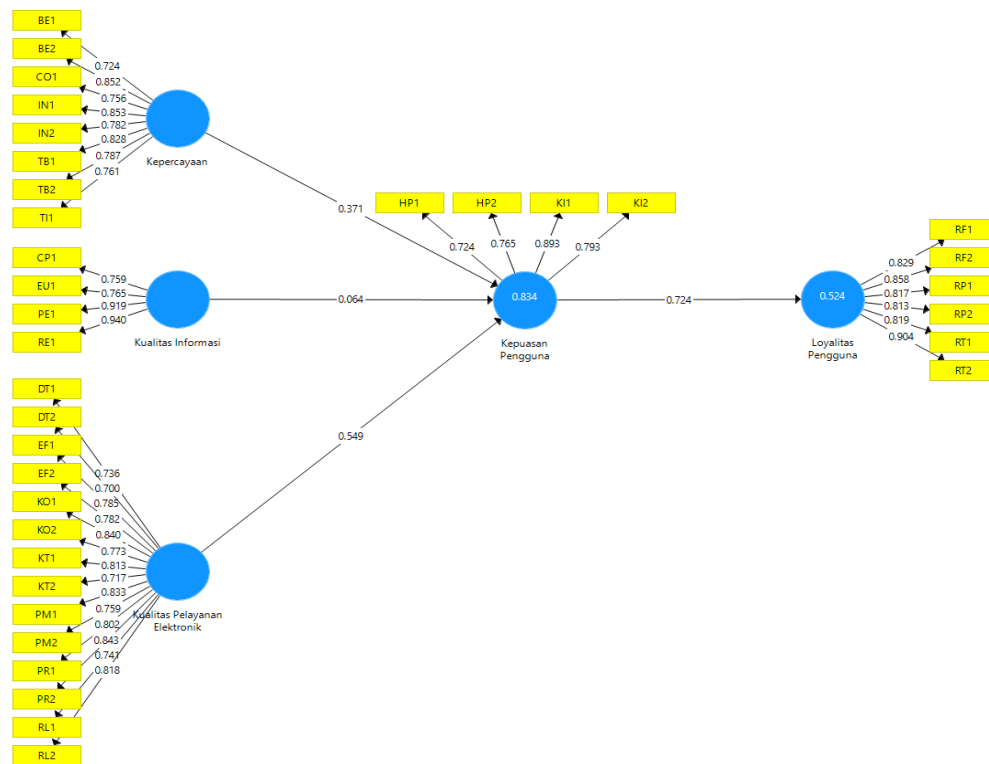 BE1
BE2
CO1
IN1
IN2
TB1
TB2
TI1
0.724
0.852
0.756
0.853
0.782
0.828
0.787
0.761
Kepercayaan
0.371
CP1
EU1
PE1
RE1
0.759
0.765
0.919
0.940
Kualitas Informasi
0.064
DT1
DT2
EF1
EF2
KO1
KO2
KT1
KT2
PM1
PM2
PR1
PR2
RL1
RL2
0.736
0.700
0.785
0.782
0.840
0.773
0.813
0.717
0.833
0.759
0.802
0.843
0.741
0.818
Kualitas Pelayanan
Elektronik
0.549
HP1
HP2
KI1
KI2
0.724
0.765
0.893
0.793
0.834
Kepuasan
Pengguna
0.724
0.524
Loyalitas
Pengguna
0.829
0.858
0.817
0.813
0.819
0.904
RF1
RF2
RP1
RP2
RT1
RT2